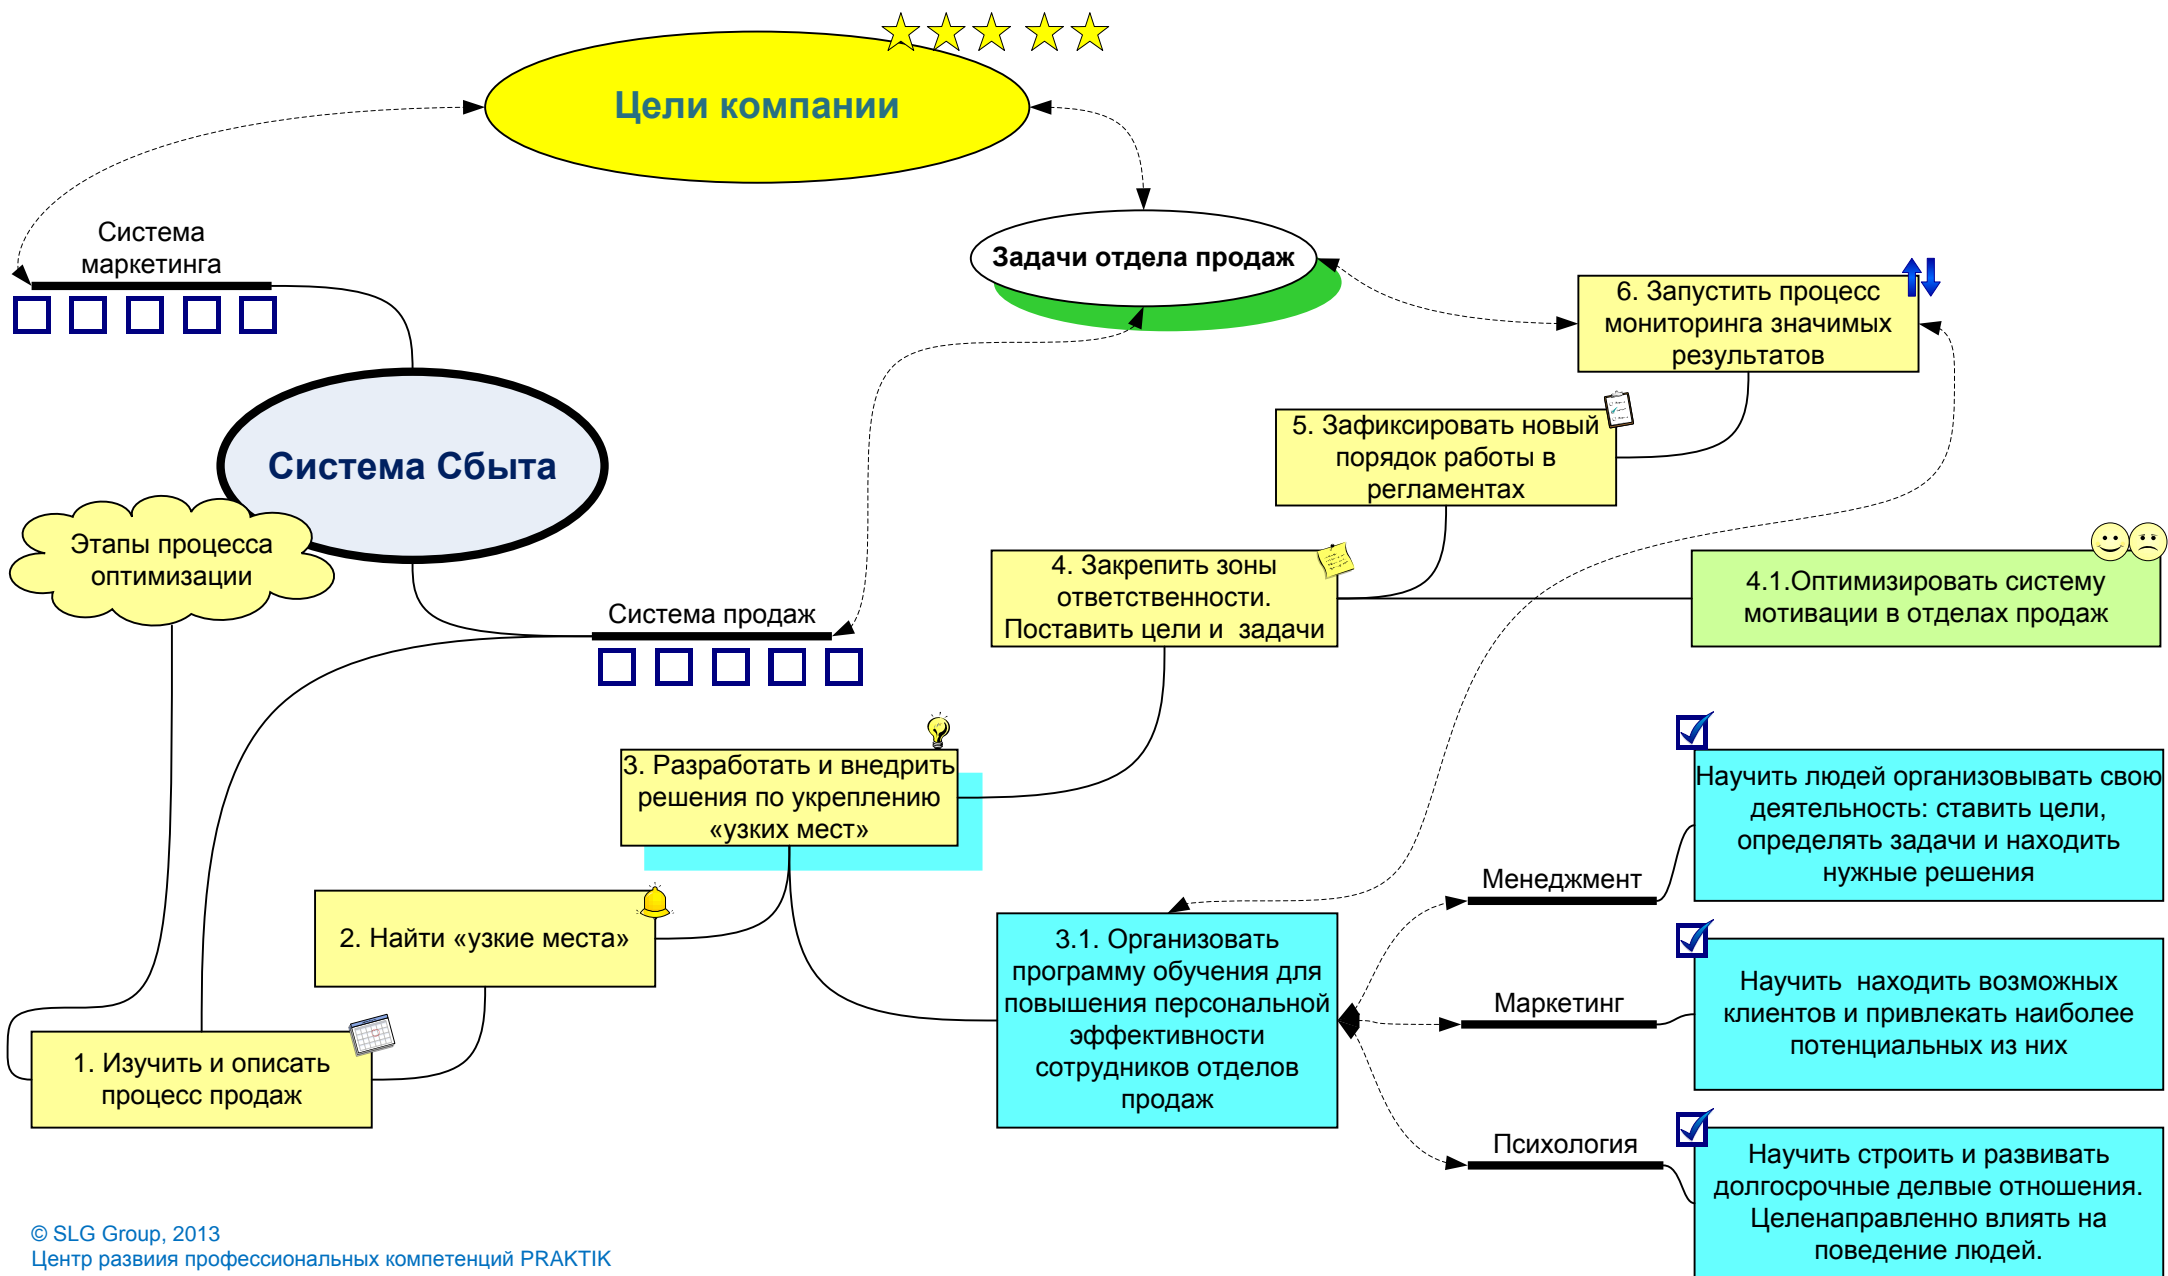 Цели компании
Система
маркетинга
Задачи отдела продаж
6. Запустить процесс
мониторинга значимых
результатов
5. Зафиксировать новый
порядок работы в
регламентах
Система Сбыта
Этапы процесса
оптимизации
4. Закрепить зоны
ответственности.
Поставить цели и  задачи
4.1.Оптимизировать систему
мотивации в отделах продаж
Система продаж
3. Разработать и внедрить
решения по укреплению
«узких мест»
Научить людей организовывать свою
деятельность: ставить цели,
определять задачи и находить
нужные решения
Менеджмент
2. Найти «узкие места»
3.1. Организовать
программу обучения для
повышения персональной
эффективности
сотрудников отделов
продаж
Маркетинг
Научить  находить возможных
клиентов и привлекать наиболее
потенциальных из них
1. Изучить и описать
процесс продаж
Психология
Научить строить и развивать
долгосрочные делвые отношения.
Целенаправленно влиять на
поведение людей.
© SLG Group, 2013
Центр развиия профессиональных компетенций PRAKTIK